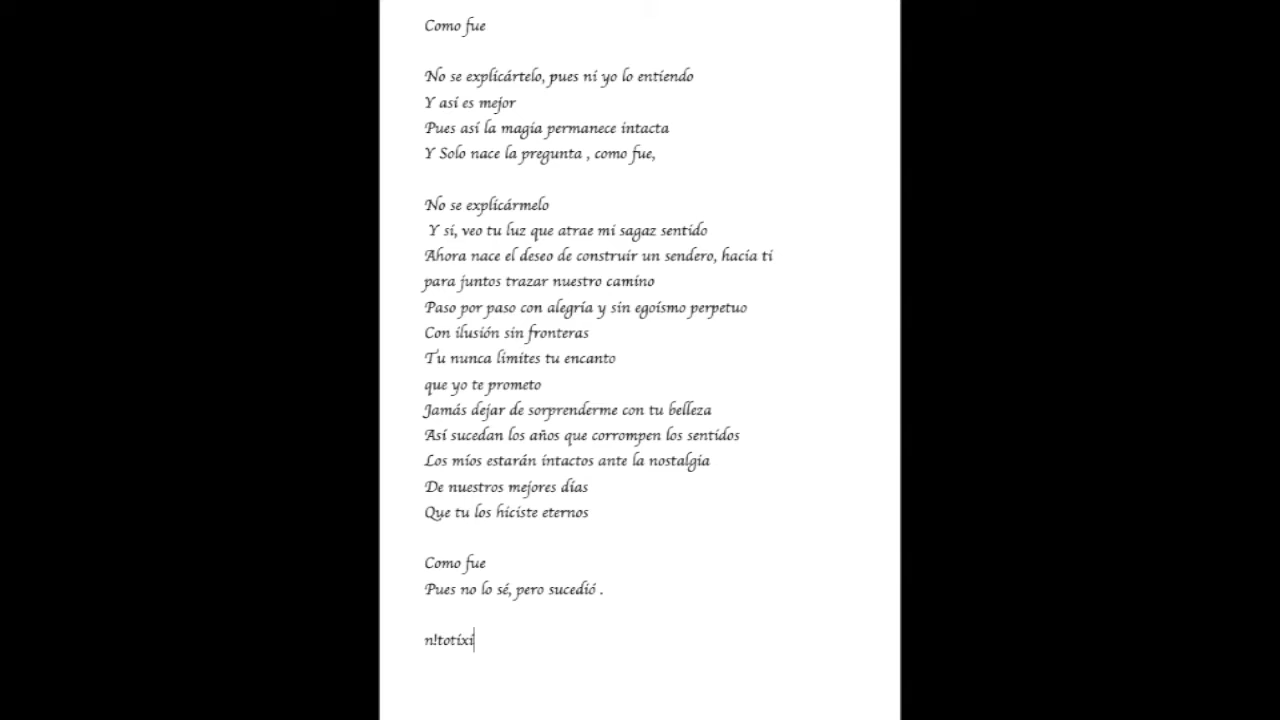 Como fue
No se explicártelo, pues ni yo lo entiendo
Y así es mejor
Pues así la magia permanece intacta
Y Solo nace la pregunta , como fue,
No se explicármelo
Y sí, veo tu luz que atrae mi sagaz sentido
Ahora nace el deseo de construir un sendero, hacia ti
para juntos trazar nuestro camino
Paso por paso con alegría y sin egoísmo perpetuo
Con ilusión sin fronteras
Tu nunca limites tu encanto
que yo te prometo
Jamás dejar de sorprenderme con tu belleza
Así sucedan los años que corrompen los sentidos
Los míos estarán intactos ante la nostalgia
De nuestros mejores días
Que tu los hiciste eternos
Como fue
Pues no lo sé, pero sucedió .
n!totixi